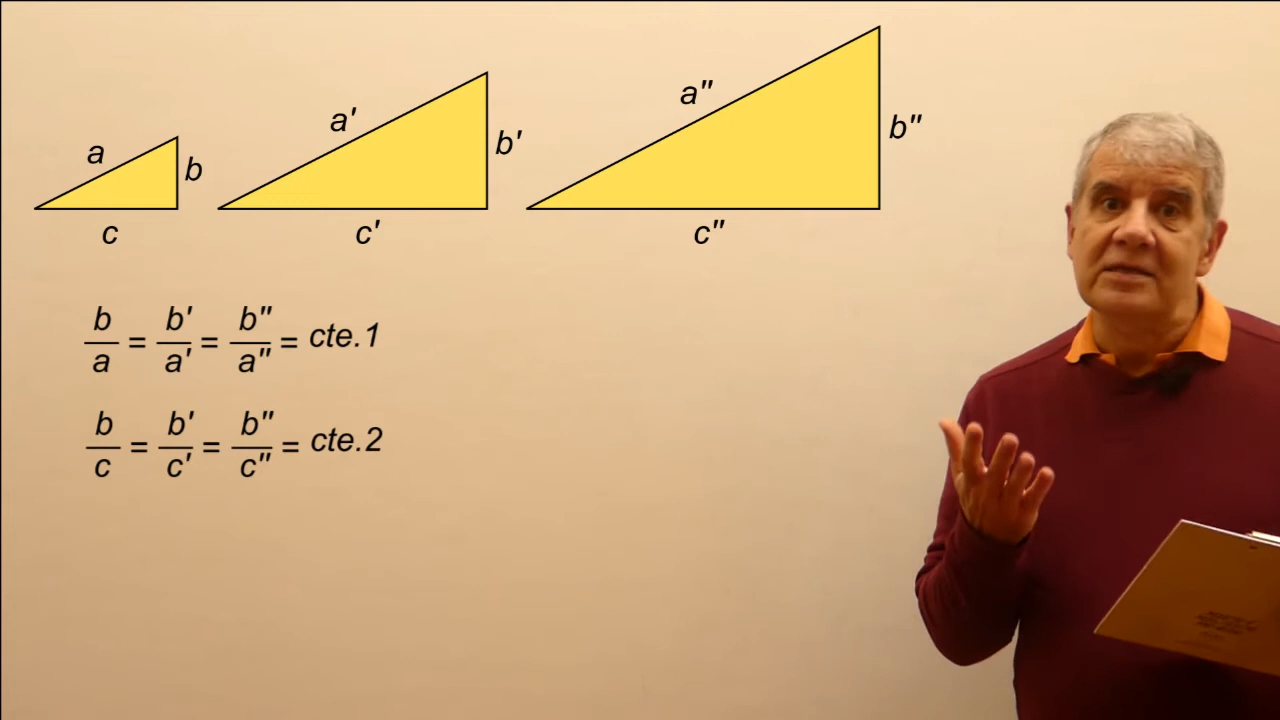 a b c
a' b' c'
a″ b″ c″
b/a = b'/a' = b″/a″ = cte.1
b/c = b'/c' = b″/c″ = cte.2